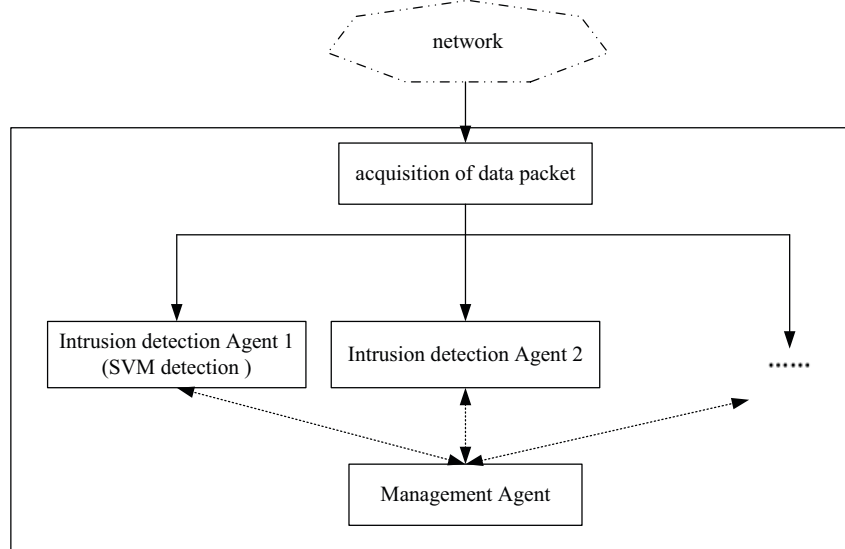 network
acquisition of data packet
Intrusion detection Agent 1
(SVM detection )
Intrusion detection Agent 2
......
Management Agent